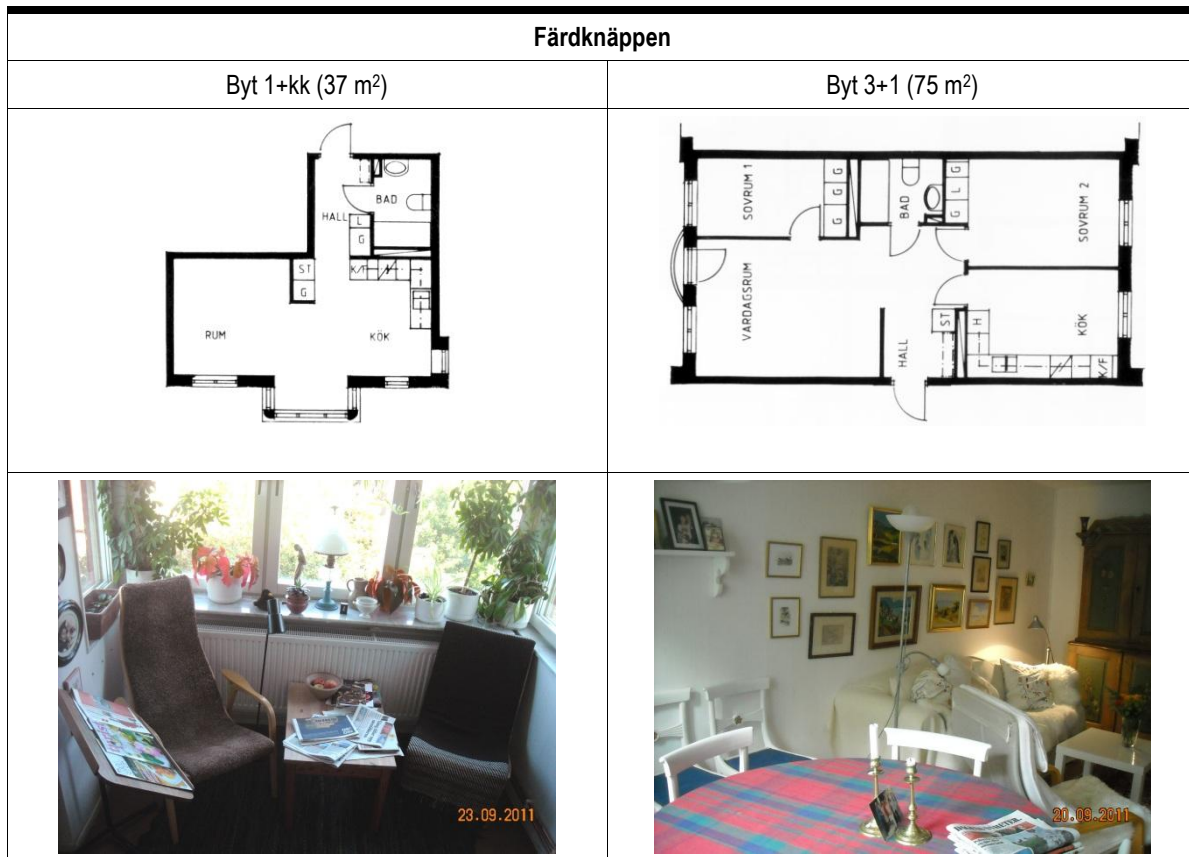 Färdknäppen
Byt 1+kk (37 m²)
Byt 3+1 (75 m²)
BAD
HALL
L
G
ST
G
K/F
RUM
KÖK
SOVRUM 1
G
G
G
BAD
G
L
G
SOVRUM 2
VARDAGSRUM
HALL
ST
H
KÖK
K/F
23.09.2011
20.09.2011